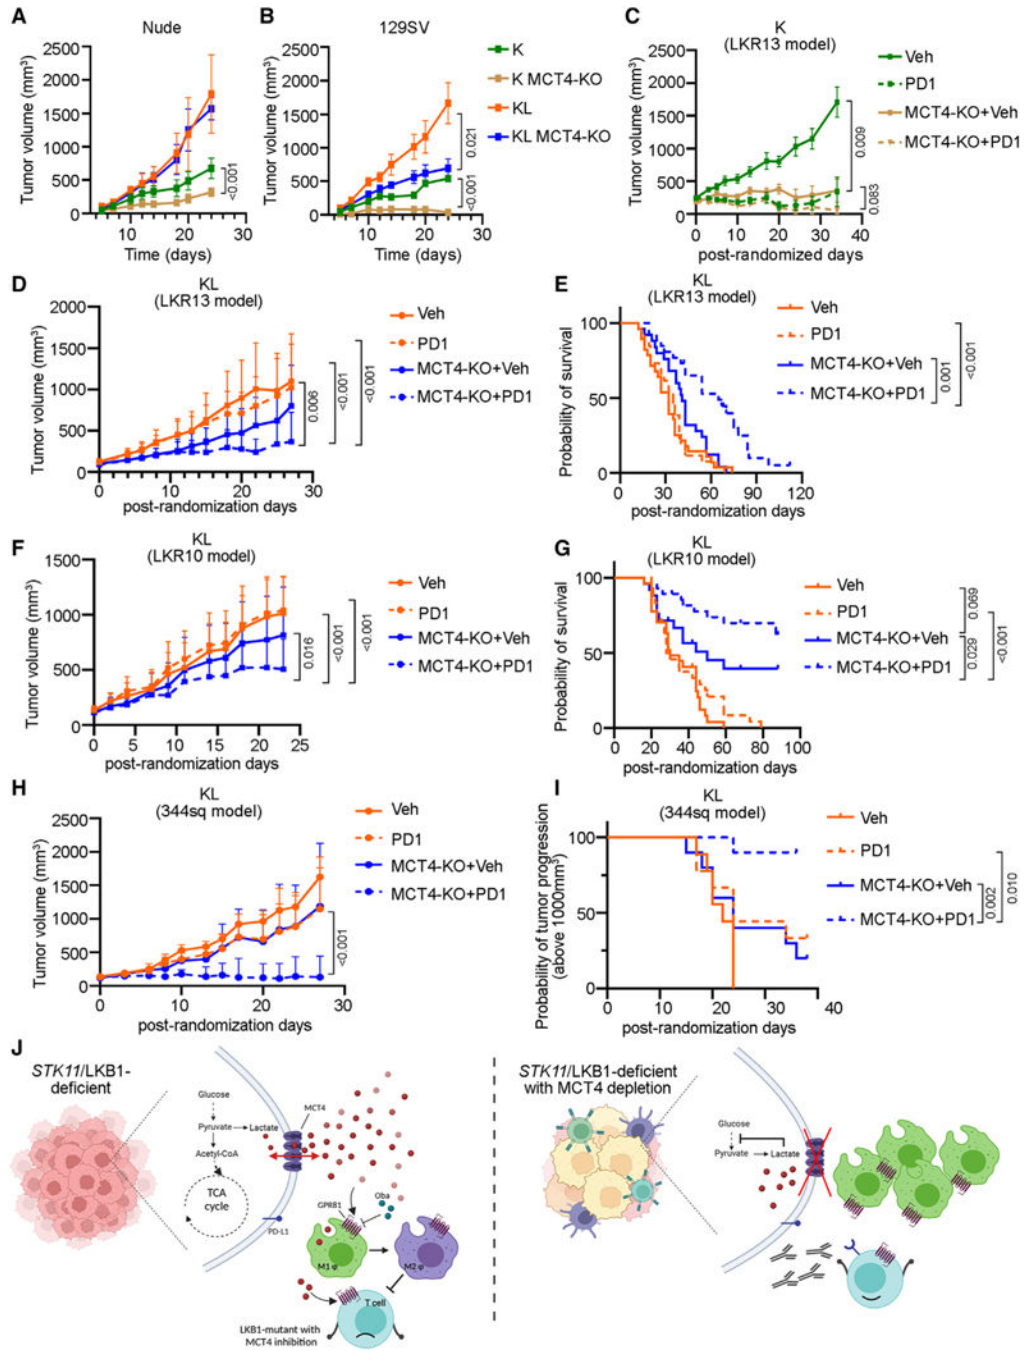 A
Nude
Tumor volume (mm³)
2500
2000
1500
1000
500
0
10
20
30
Time (days)
<0.001
B
129SV
Tumor volume (mm³)
2500
2000
1500
1000
500
0
10
20
30
Time (days)
0.021
<0.001
K
K MCT4-KO
KL
KL MCT4-KO
C
K
(LKR13 model)
Tumor volume (mm³)
2500
2000
1500
1000
500
0
0
10
20
30
40
post-randomized days
Veh
PD1
MCT4-KO+Veh
MCT4-KO+PD1
0.009
0.083
D
KL
(LKR13 model)
Tumor volume (mm³)
2000
1500
1000
500
0
0
10
20
30
post-randomization days
Veh
PD1
MCT4-KO+Veh
MCT4-KO+PD1
0.006
<0.001
<0.001
E
KL
(LKR13 model)
Probability of survival
100
50
0
0
30
60
90
120
post-randomization days
Veh
PD1
MCT4-KO+Veh
MCT4-KO+PD1
0.001
<0.001
F
KL
(LKR10 model)
Tumor volume (mm³)
1500
1000
500
0
0
5
10
15
20
25
post-randomization days
Veh
PD1
MCT4-KO+Veh
MCT4-KO+PD1
0.016
<0.001
<0.001
G
KL
(LKR10 model)
Probability of survival
100
50
0
0
20
40
60
80
100
post-randomization days
Veh
PD1
MCT4-KO+Veh
MCT4-KO+PD1
0.069
0.029
<0.001
H
KL
(344sq model)
Tumor volume (mm³)
2500
2000
1500
1000
500
0
0
10
20
30
post-randomization days
Veh
PD1
MCT4-KO+Veh
MCT4-KO+PD1
<0.001
I
KL
(344sq model)
Probability of tumor progression
(above 1000mm³)
100
50
0
0
10
20
30
40
post-randomization days
Veh
PD1
MCT4-KO+Veh
MCT4-KO+PD1
0.002
0.010
J
STK11/LKB1-
deficient
Glucose
Pyruvate
Lactate
Acetyl-CoA
TCA
cycle
MCT4
PD-L1
GPR81
Oba
M1 φ
M2 φ
T cell
LKB1-mutant with
MCT4 inhibition
STK11/LKB1-deficient
with MCT4 depletion
Glucose
Pyruvate
Lactate